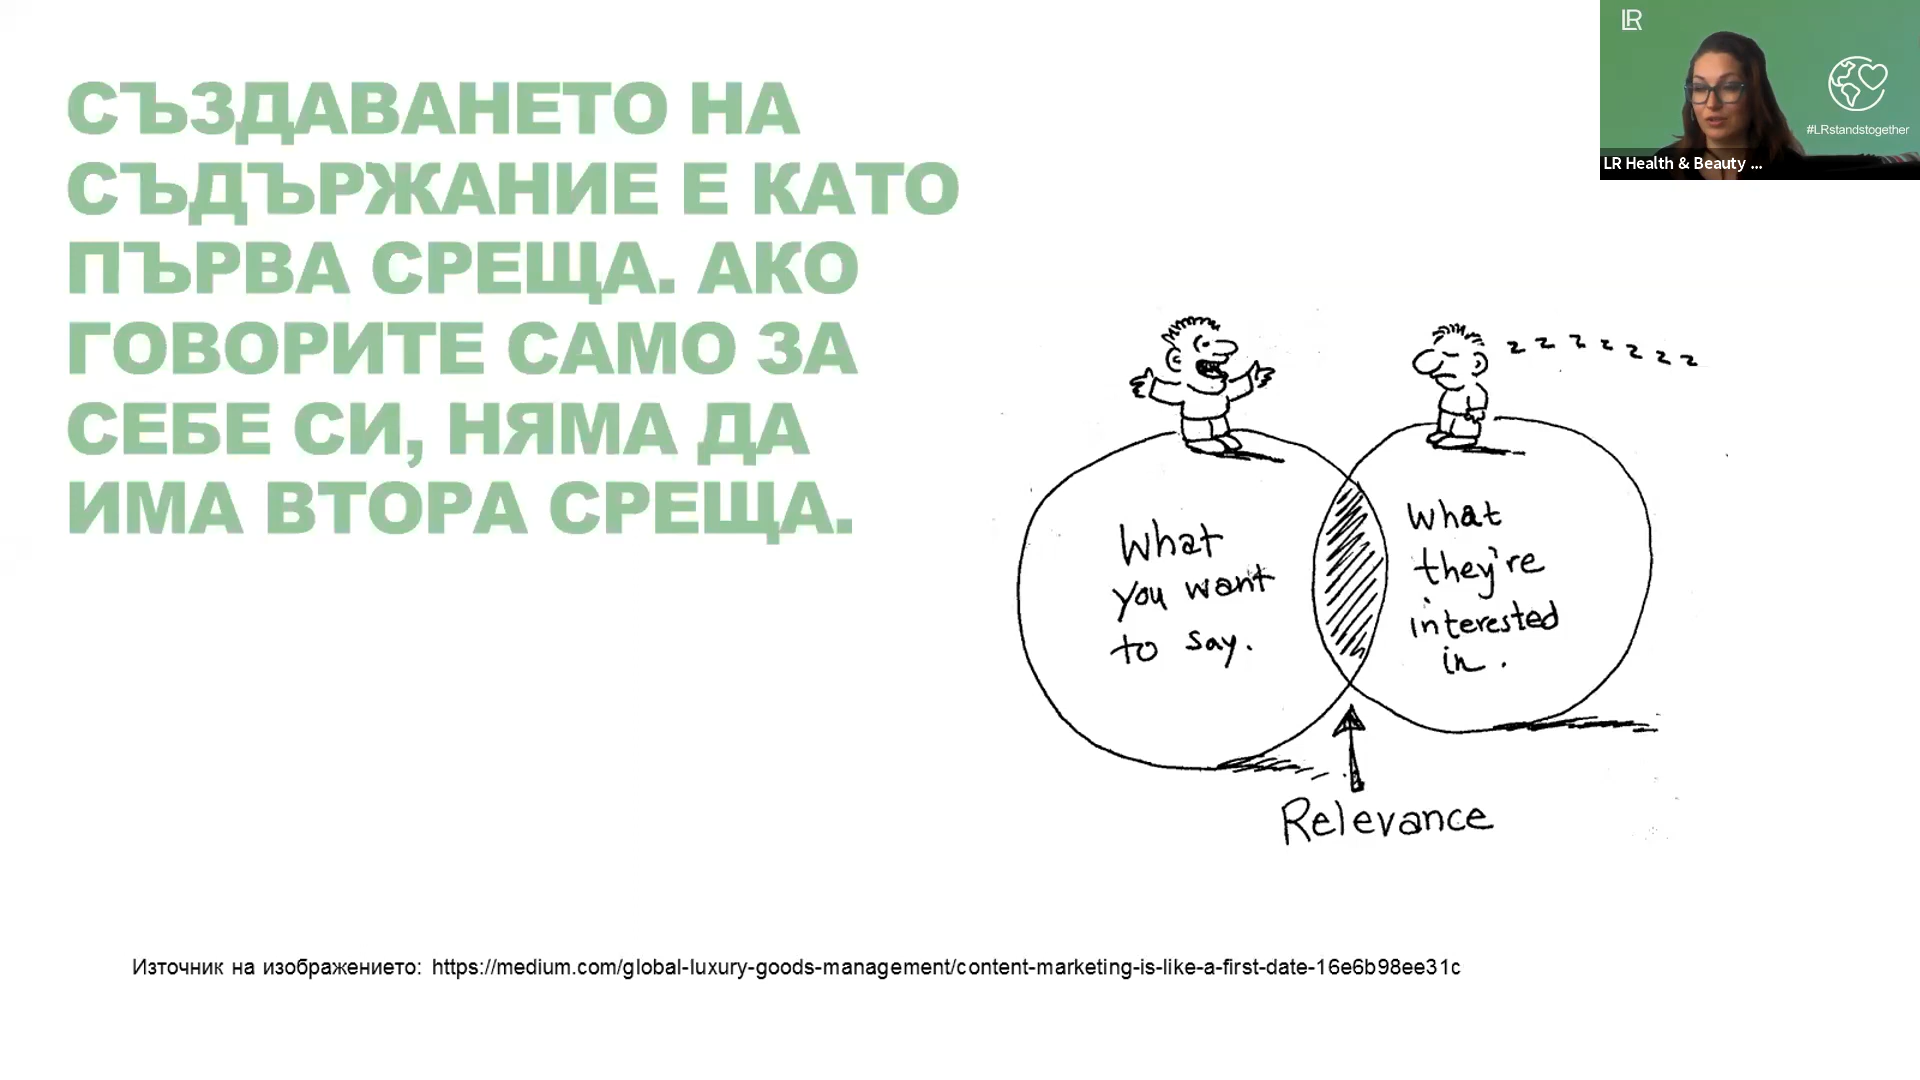 СЪЗДАВАНЕТО НА
СЪДЪРЖАНИЕ Е КАТО
ПЪРВА СРЕЩА. АКО
ГОВОРИТЕ САМО ЗА
СЕБЕ СИ, НЯМА ДА
ИМА ВТОРА СРЕЩА.
LR
#LRstandstogether
LR Health & Beauty ...
z z z z z z z
What
you want
to say.
What
they're
interested
in.
Relevance
Източник на изображението: https://medium.com/global-luxury-goods-management/content-marketing-is-like-a-first-date-16e6b98ee31c